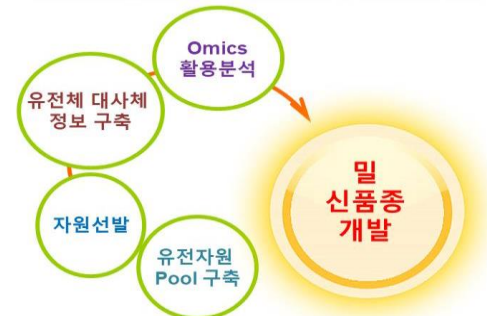 Omics
활용분석
유전체 대사체
정보 구축
밀
신품종
개발
자원선발
유전자원
Pool 구축